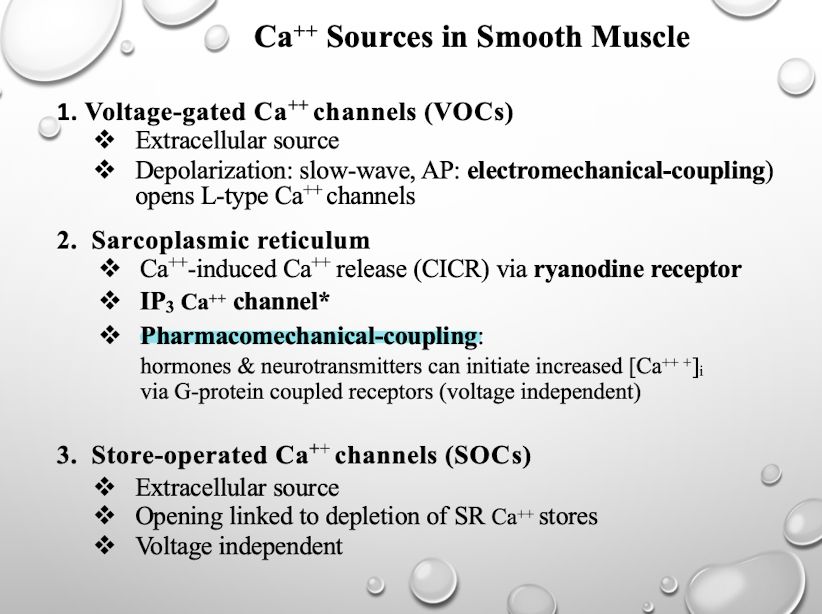 Ca⁺⁺ Sources in Smooth Muscle
1. Voltage-gated Ca⁺⁺ channels (VOCs)
❖ Extracellular source
❖ Depolarization: slow-wave, AP: electromechanical-coupling)
opens L-type Ca⁺⁺ channels
2. Sarcoplasmic reticulum
❖ Ca⁺⁺-induced Ca⁺⁺ release (CICR) via ryanodine receptor
❖ IP₃ Ca⁺⁺ channel*
❖ Pharmacomechanical-coupling:
hormones & neurotransmitters can initiate increased [Ca⁺⁺ ⁺]ᵢ
via G-protein coupled receptors (voltage independent)
3. Store-operated Ca⁺⁺ channels (SOCs)
❖ Extracellular source
❖ Opening linked to depletion of SR Ca⁺⁺ stores
❖ Voltage independent